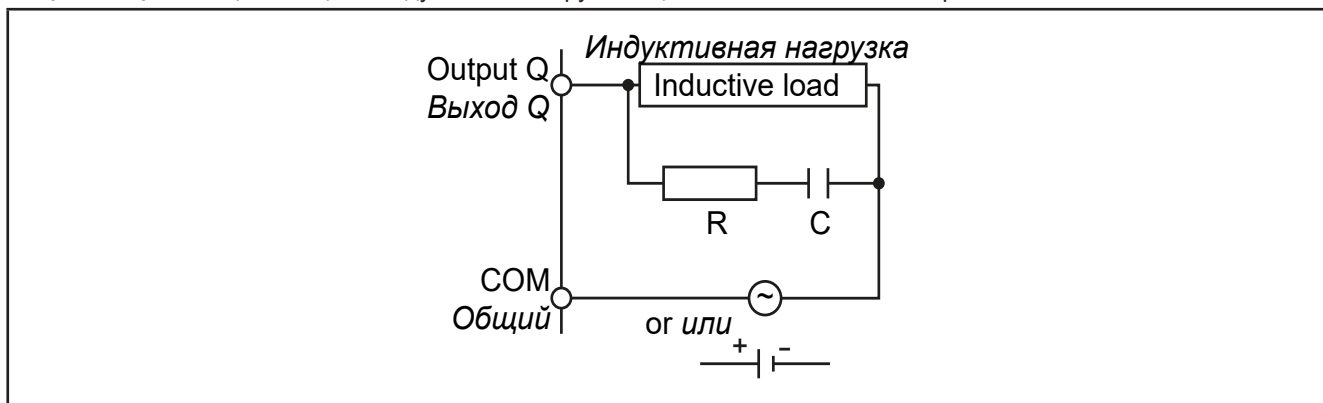 Индуктивная нагрузка
Output Q
Inductive load
Выход Q
R
C
COM
~
Общий
or или
+ -